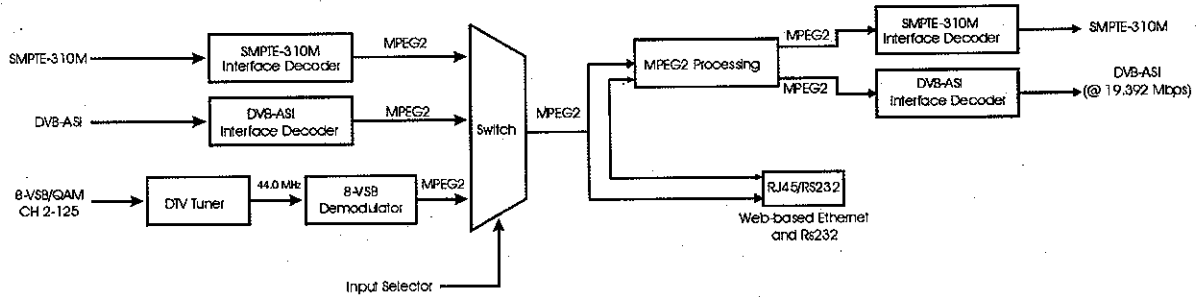 SMPTE-310M
SMPTE-310M
Interface Decoder
MPEG2
DVB-ASI
DVB-ASI
Interface Decoder
MPEG2
8-VSB/QAM
CH 2-125
DTV Tuner
44.0 MHz
8-VSB
Demodulator
MPEG2
Switch
Input Selector
MPEG2
MPEG2 Processing
MPEG2
SMPTE-310M
Interface Decoder
SMPTE-310M
MPEG2
DVB-ASI
Interface Decoder
DVB-ASI
(@ 19.392 Mbps)
RJ45/RS232
Web-based Ethernet
and Rs232